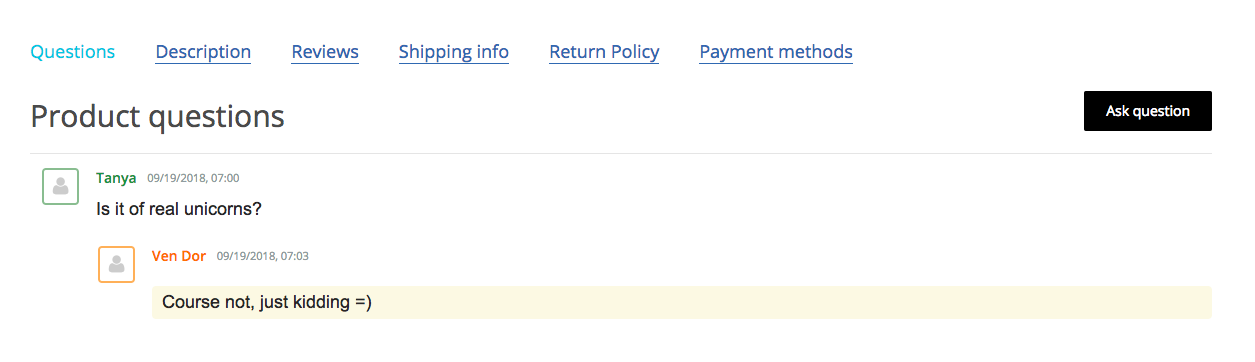 Questions Description Reviews Shipping info Return Policy Payment methods
Product questions Ask question
Tanya 09/19/2018, 07:00
Is it of real unicorns?
Ven Dor 09/19/2018, 07:03
Course not, just kidding =)